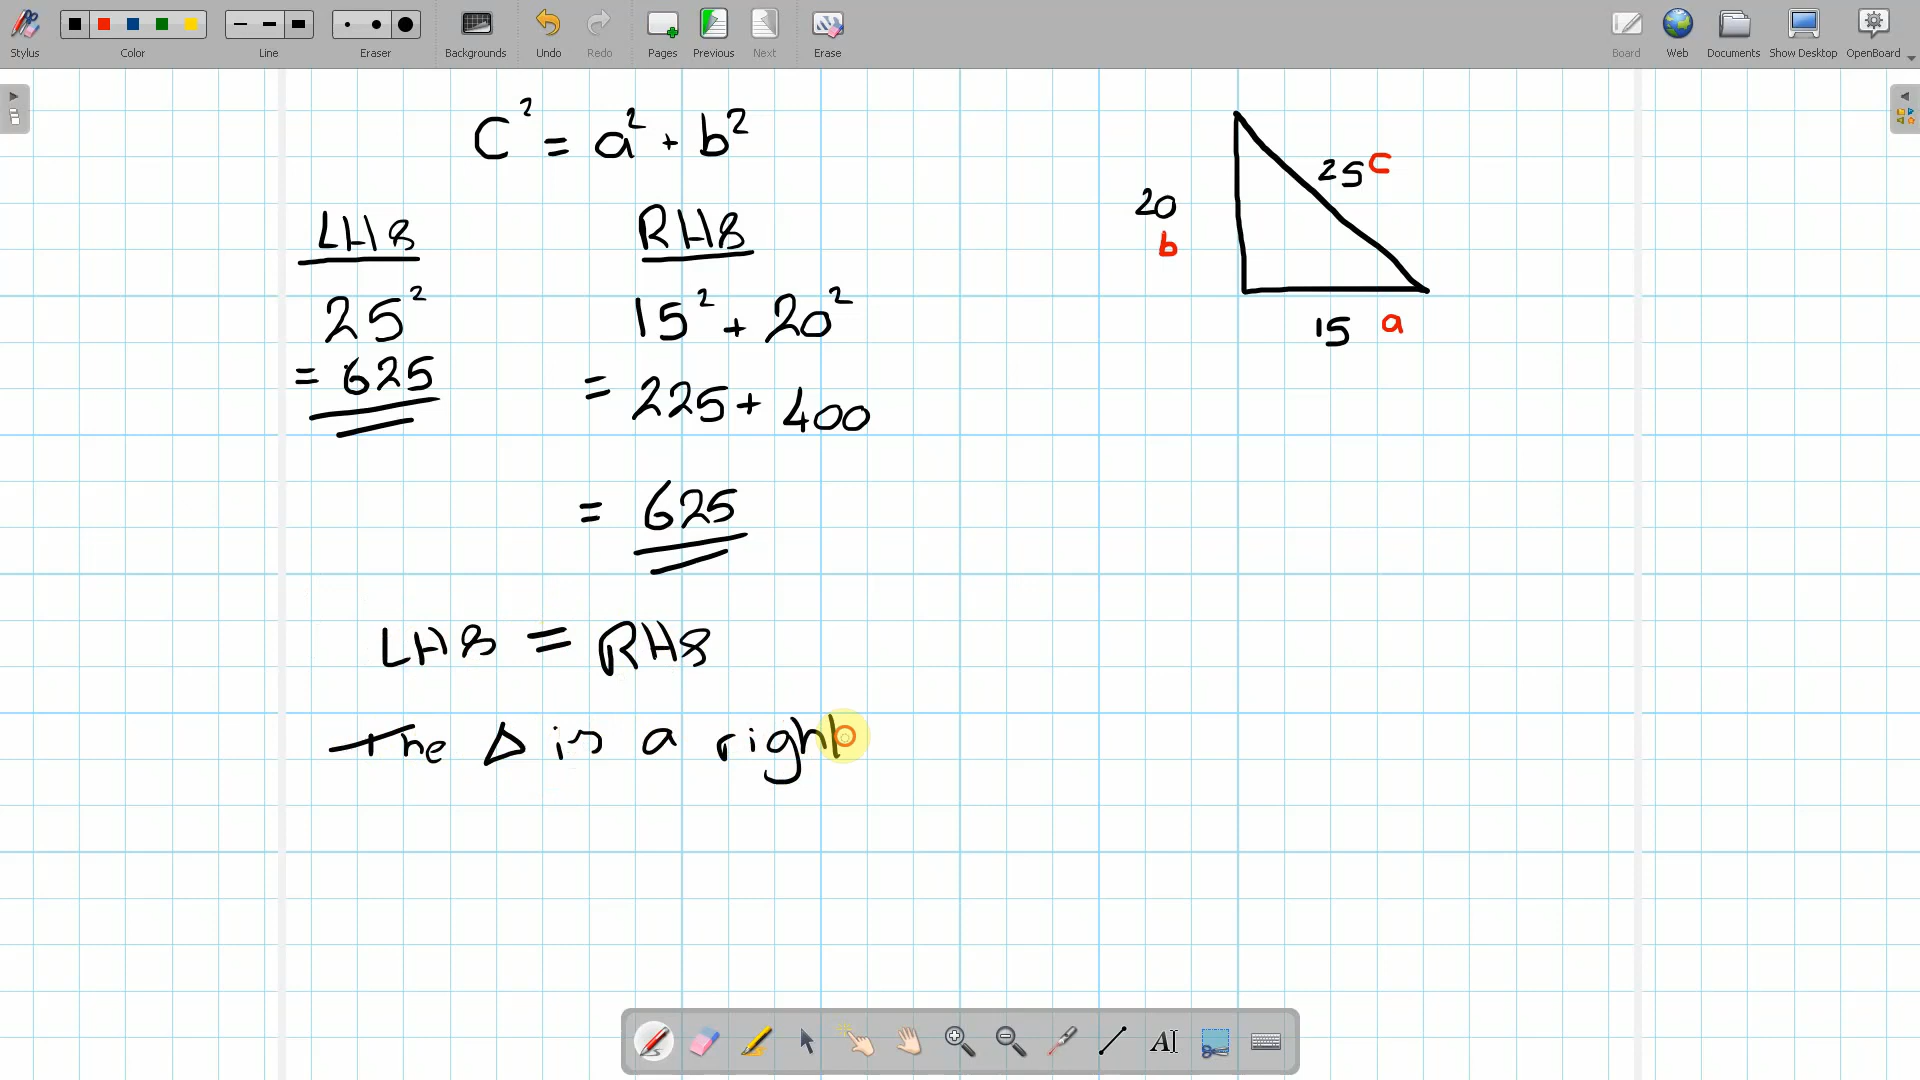 Stylus
Color
Line
Eraser
Backgrounds
Undo
Redo
Pages
Previous
Next
Erase
Board
Web
Documents
Show Desktop
OpenBoard
C² = a² + b²
LHS
RHS
25²
= 625
15² + 20²
= 225 + 400
= 625
LHS = RHS
The Δ is a right
25 c
20
b
15 a